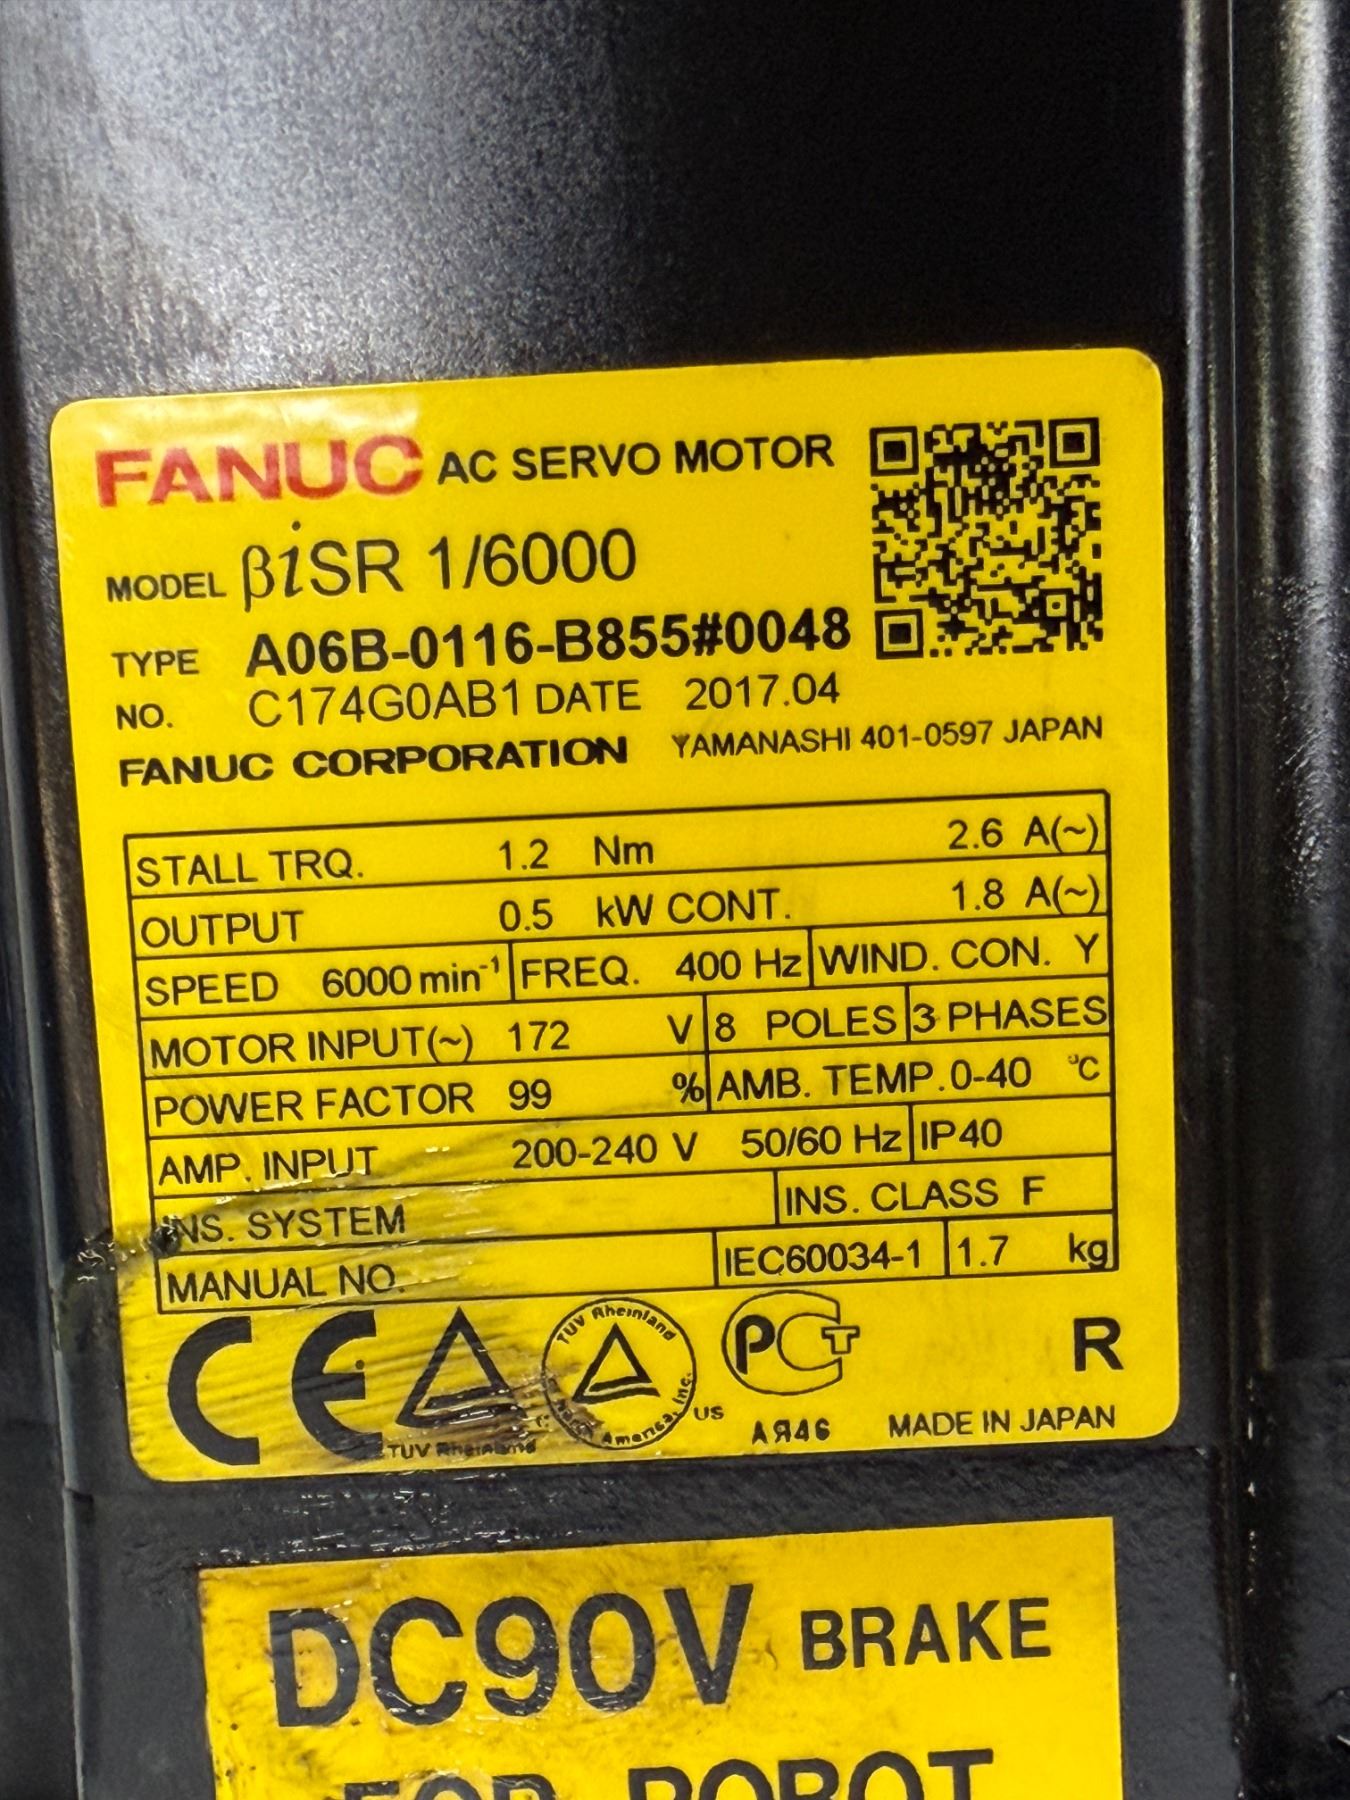 FANUC AC SERVO MOTOR
MODEL βiSR 1/6000
TYPE A06B-0116-B855#0048
NO. C174G0AB1 DATE 2017.04
FANUC CORPORATION YAMANASHI 401-0597 JAPAN
STALL TRQ. 1.2 Nm 2.6 A(~)
OUTPUT 0.5 kW CONT. 1.8 A(~)
SPEED 6000 min⁻¹ FREQ. 400 Hz WIND. CON. Y
MOTOR INPUT(~) 172 V 8 POLES 3 PHASES
POWER FACTOR 99 % AMB. TEMP. 0-40 °C
AMP. INPUT 200-240 V 50/60 Hz IP40
INS. SYSTEM INS. CLASS F
MANUAL NO. IEC60034-1 1.7 kg
CE TUV Rheinland
TUV Rheinland North America, Inc. US
PCT
AЯ46
R
MADE IN JAPAN
DC90V BRAKE
FOR ROBOT